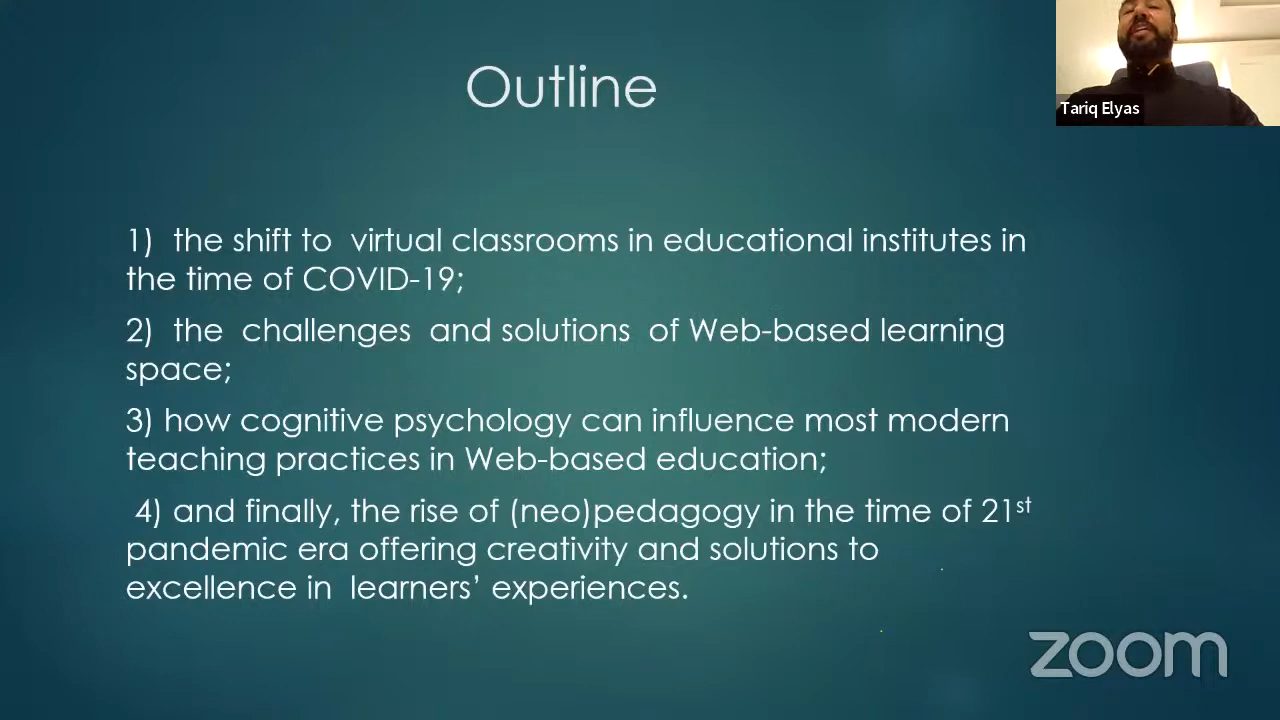 Outline
Tariq Elyas
1) the shift to virtual classrooms in educational institutes in
the time of COVID-19;
2) the challenges and solutions of Web-based learning
space;
3) how cognitive psychology can influence most modern
teaching practices in Web-based education;
4) and finally, the rise of (neo)pedagogy in the time of 21st
pandemic era offering creativity and solutions to
excellence in learners’ experiences.
zoom